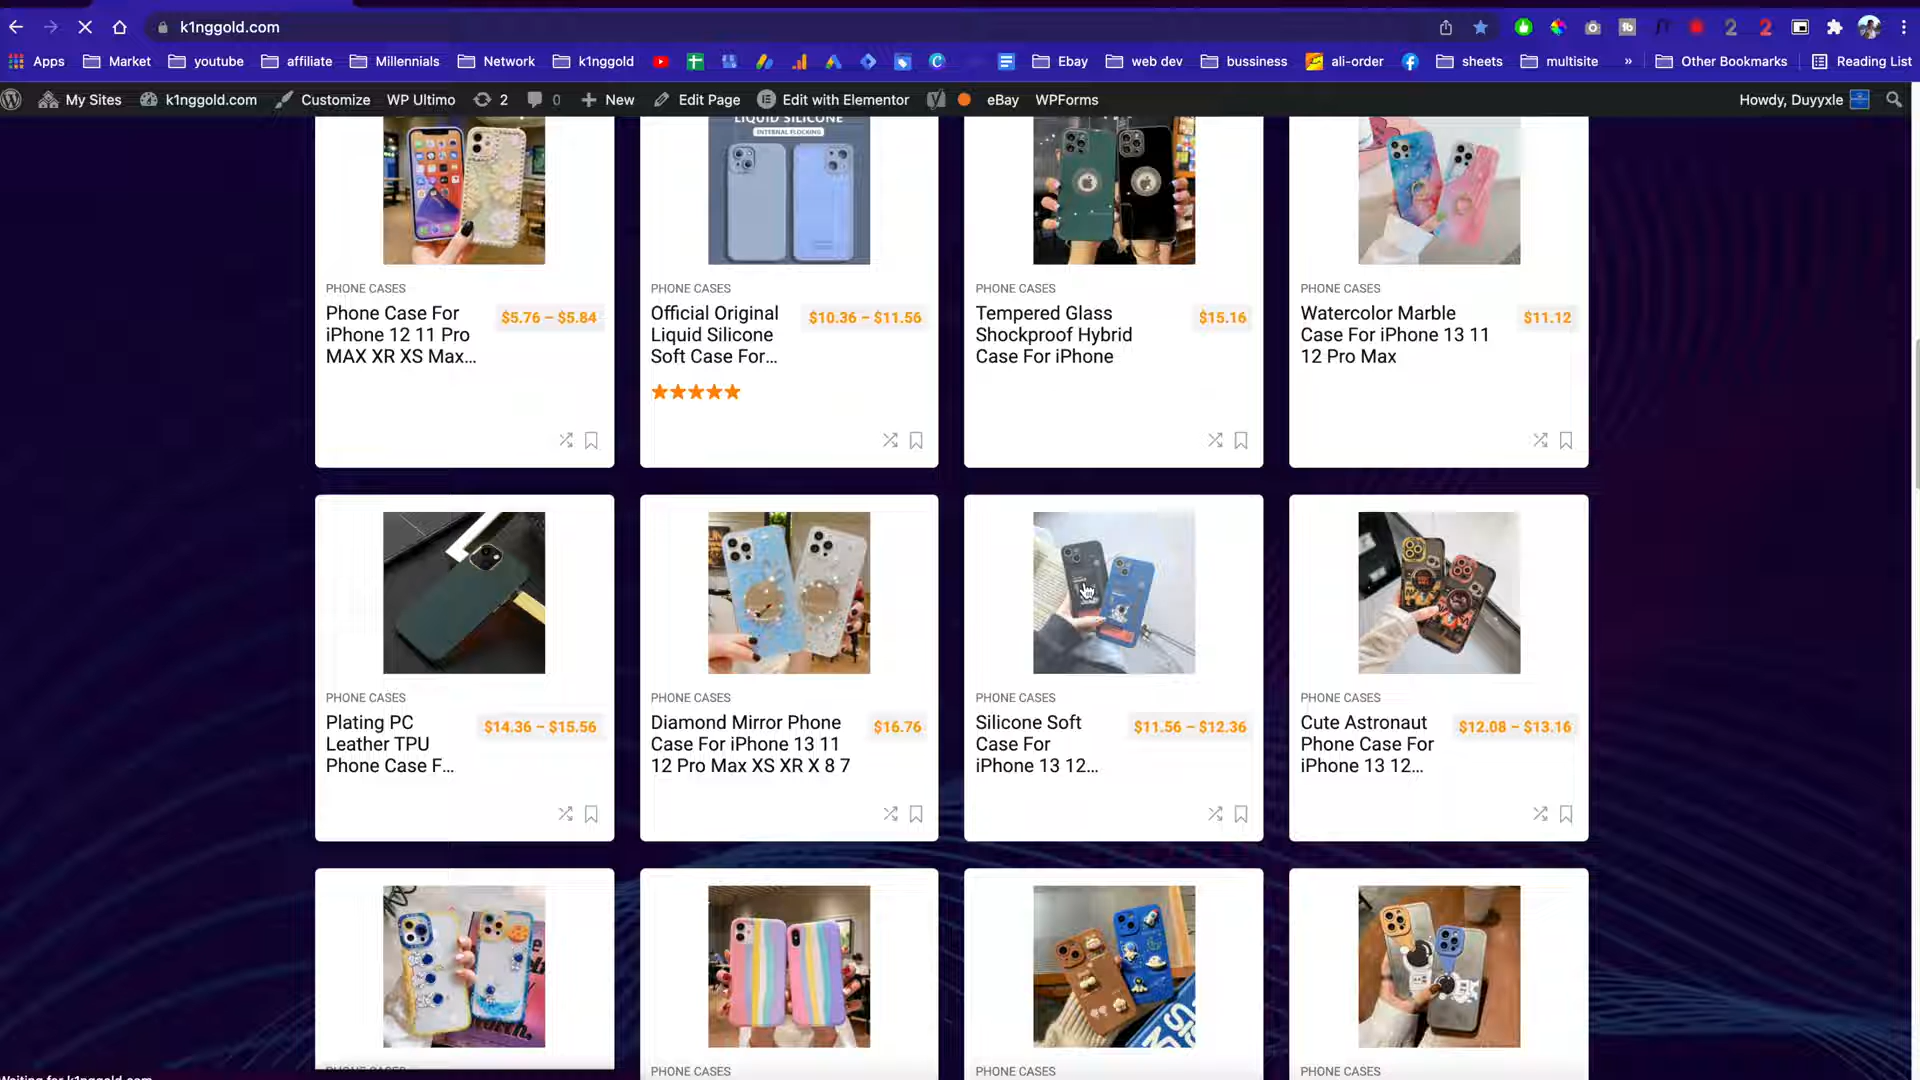 k1nggold.com
Apps Market youtube affiliate Millennials Network k1nggold Ebay web dev bussiness ali-order sheets multisite » Other Bookmarks Reading List
My Sites k1nggold.com Customize WP Ultimo 2 0 New Edit Page Edit with Elementor eBay WPForms Howdy, Duyyxle
LIQUID SILICONE
INTERNAL FLOCKING
PHONE CASES
Phone Case For
iPhone 12 11 Pro
MAX XR XS Max...
$5.76 – $5.84
PHONE CASES
Official Original
Liquid Silicone
Soft Case For...
$10.36 – $11.56
PHONE CASES
Tempered Glass
Shockproof Hybrid
Case For iPhone
$15.16
PHONE CASES
Watercolor Marble
Case For iPhone 13 11
12 Pro Max
$11.12
PHONE CASES
Plating PC
Leather TPU
Phone Case F...
$14.36 – $15.56
PHONE CASES
Diamond Mirror Phone
Case For iPhone 13 11
12 Pro Max XS XR X 8 7
$16.76
PHONE CASES
Silicone Soft
Case For
iPhone 13 12...
$11.56 – $12.36
PHONE CASES
Cute Astronaut
Phone Case For
iPhone 13 12...
$12.08 – $13.16
PHONE CASES
PHONE CASES
PHONE CASES
PHONE CASES
Waiting for k1nggold.com